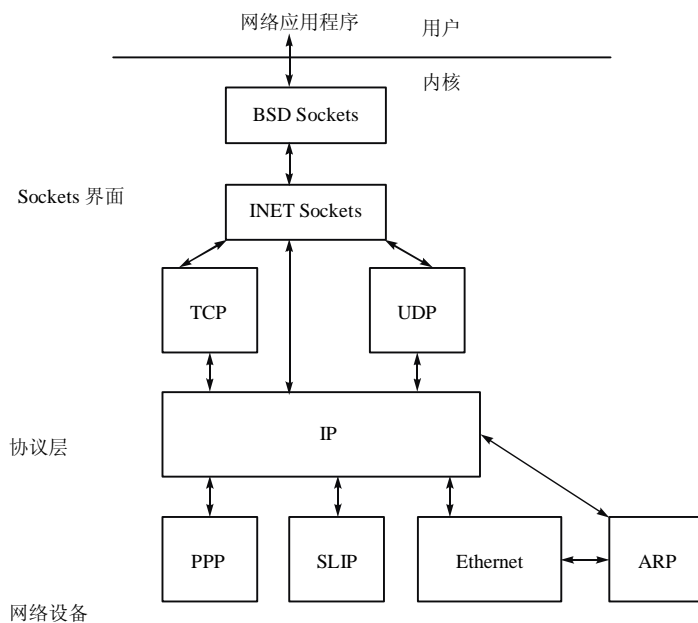 网络应用程序
用户
内核
BSD Sockets
Sockets 界面
INET Sockets
TCP
UDP
协议层
IP
PPP
SLIP
Ethernet
ARP
网络设备